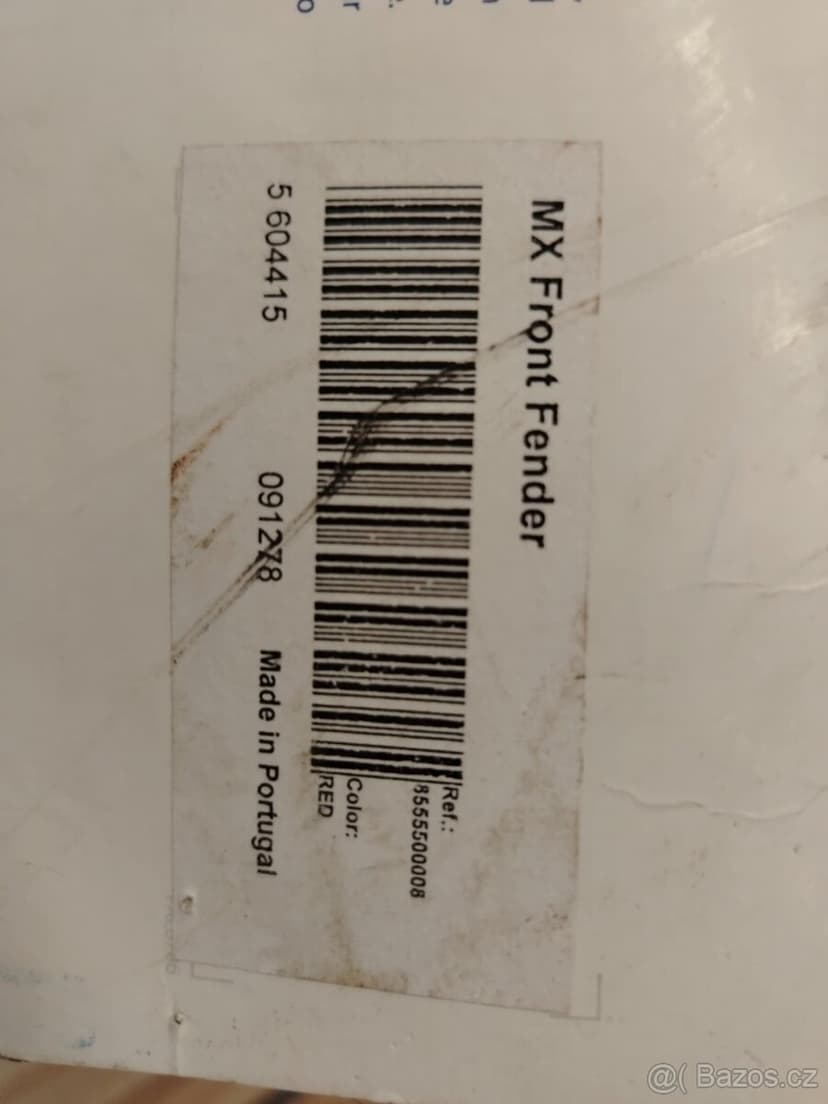 MX Front Fender
Ref.:
8555500008
Color:
RED
5 604415 091278 Made in Portugal
@( Bazos.cz